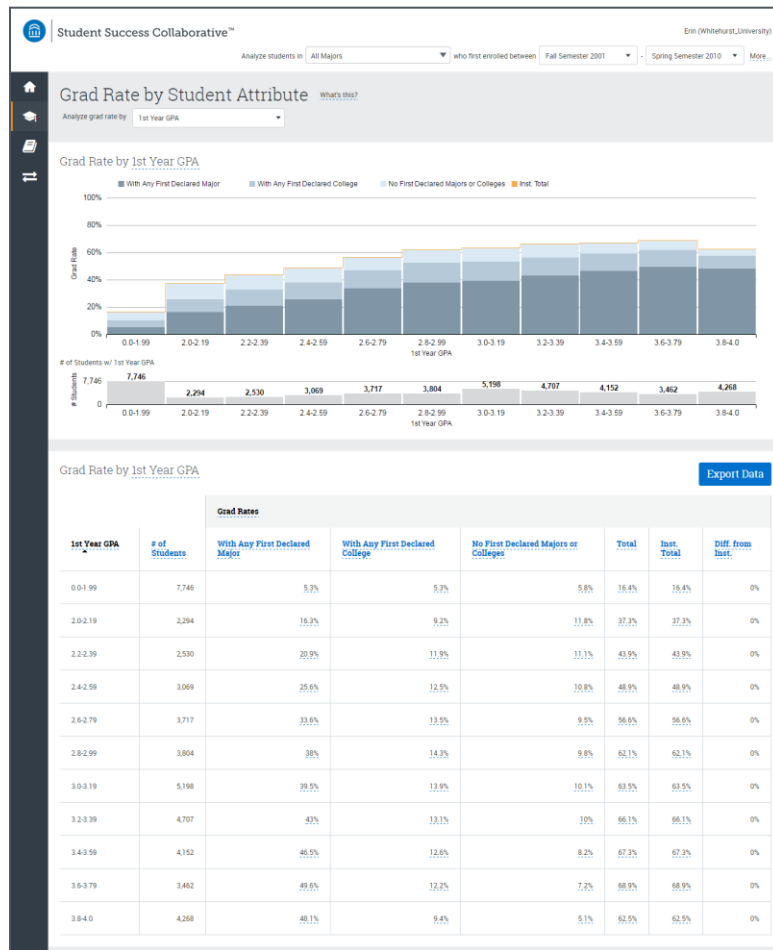 Student Success Collaborative™
Erin (Whitehurst_University)
Analyze students in All Majors who first enrolled between Fall Semester 2001 - Spring Semester 2010 More...
Grad Rate by Student Attribute What's this?
Analyze grad rate by 1st Year GPA
Grad Rate by 1st Year GPA
With Any First Declared Major With Any First Declared College No First Declared Majors or Colleges Inst. Total
100%
80%
60%
40%
20%
0%
Grad Rate
0.0-1.99 2.0-2.19 2.2-2.39 2.4-2.59 2.6-2.79 2.8-2.99 3.0-3.19 3.2-3.39 3.4-3.59 3.6-3.79 3.8-4.0
1st Year GPA
# of Students w/ 1st Year GPA
# Students
7,746
0
7,746 2,294 2,530 3,069 3,717 3,804 5,198 4,707 4,152 3,462 4,268
0.0-1.99 2.0-2.19 2.2-2.39 2.4-2.59 2.6-2.79 2.8-2.99 3.0-3.19 3.2-3.39 3.4-3.59 3.6-3.79 3.8-4.0
1st Year GPA
Grad Rate by 1st Year GPA
Export Data
Grad Rates
1st Year GPA # of Students With Any First Declared Major With Any First Declared College No First Declared Majors or Colleges Total Inst. Total Diff. from Inst.
0.0-1.99 7,746 5.3% 5.3% 5.8% 16.4% 16.4% 0%
2.0-2.19 2,294 16.3% 9.2% 11.8% 37.3% 37.3% 0%
2.2-2.39 2,530 20.9% 11.9% 11.1% 43.9% 43.9% 0%
2.4-2.59 3,069 25.6% 12.5% 10.8% 48.9% 48.9% 0%
2.6-2.79 3,717 33.6% 13.5% 9.5% 56.6% 56.6% 0%
2.8-2.99 3,804 38% 14.3% 9.8% 62.1% 62.1% 0%
3.0-3.19 5,198 39.5% 13.9% 10.1% 63.5% 63.5% 0%
3.2-3.39 4,707 43% 13.1% 10% 66.1% 66.1% 0%
3.4-3.59 4,152 46.5% 12.6% 8.2% 67.3% 67.3% 0%
3.6-3.79 3,462 49.6% 12.2% 7.2% 68.9% 68.9% 0%
3.8-4.0 4,268 48.1% 9.4% 5.1% 62.5% 62.5% 0%